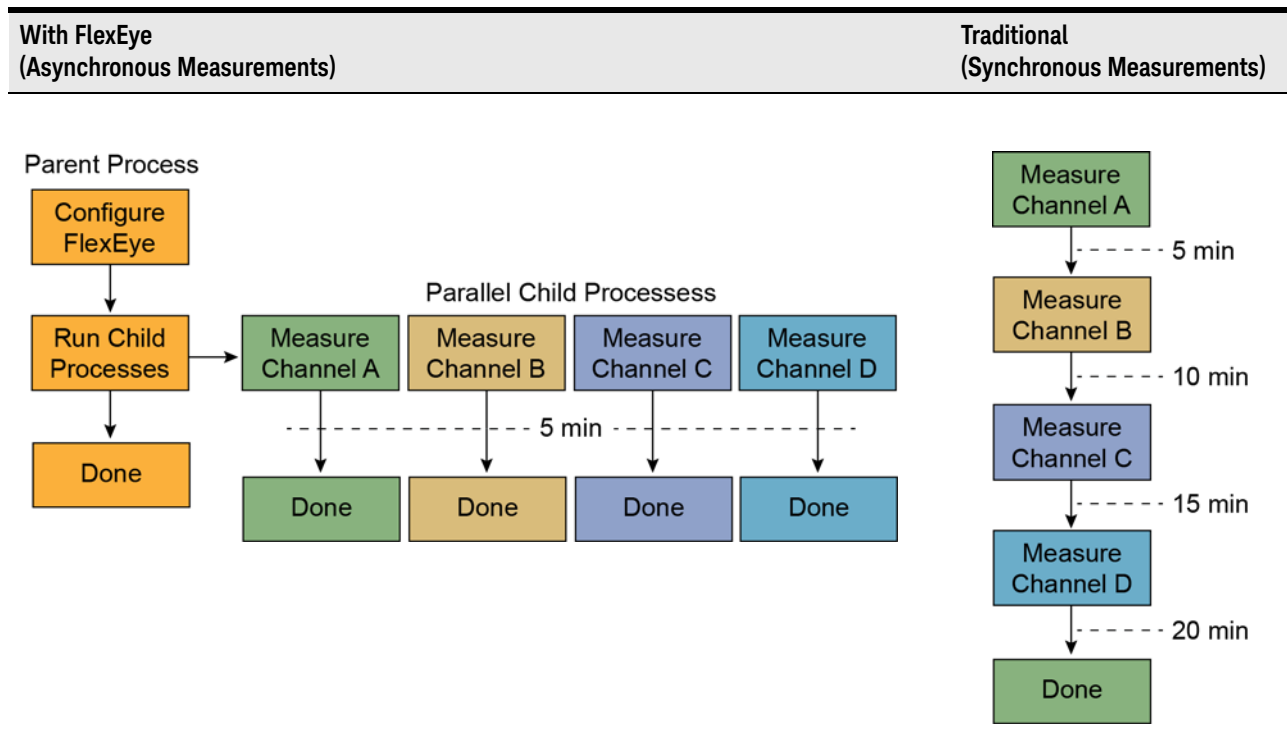 With FlexEye
(Asynchronous Measurements)
Traditional
(Synchronous Measurements)
Parent Process
Configure
FlexEye
Run Child
Processes
Done
Parallel Child Processess
Measure
Channel A
Measure
Channel B
Measure
Channel C
Measure
Channel D
5 min
Done
Done
Done
Done
Measure
Channel A
5 min
Measure
Channel B
10 min
Measure
Channel C
15 min
Measure
Channel D
20 min
Done